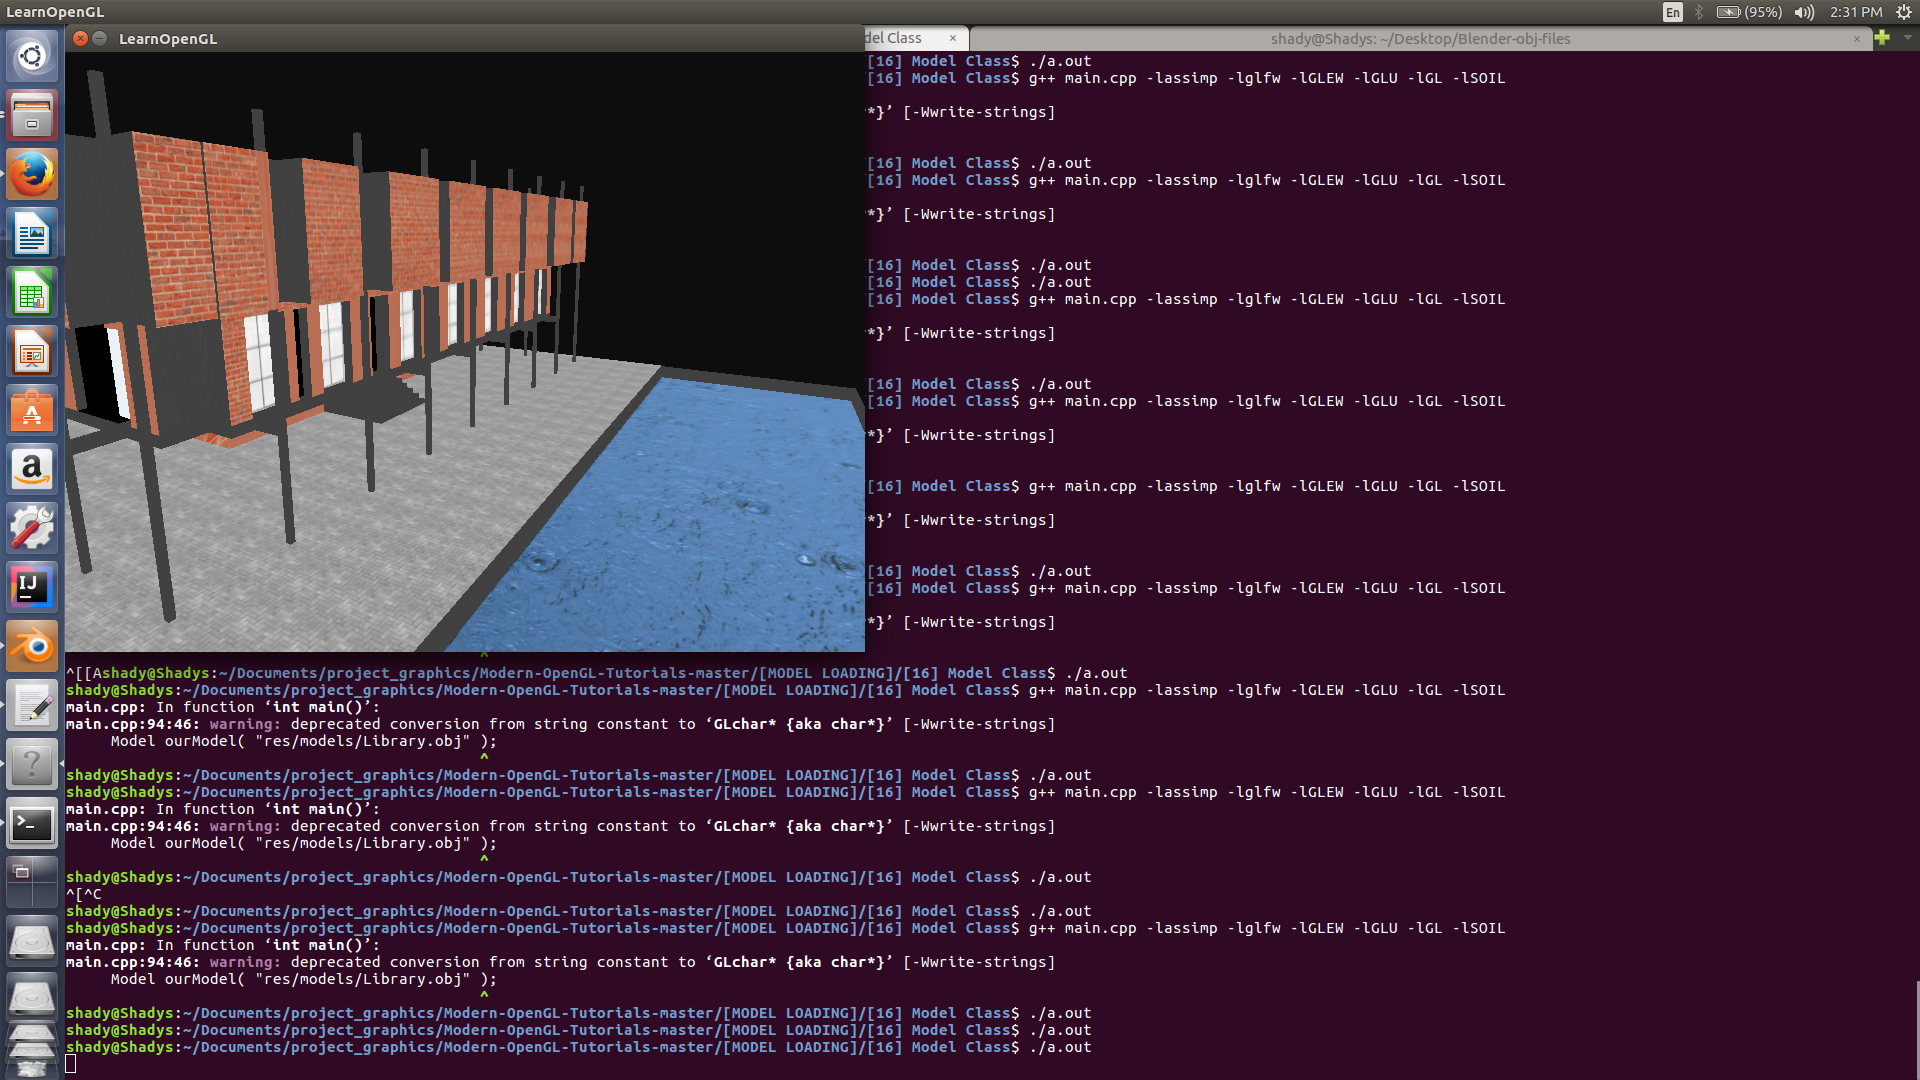 LearnOpenGL
En
(95%)
2:31 PM
LearnOpenGL
del Class ×
shady@Shadys: ~/Desktop/Blender-obj-files ×
[16] Model Class$ ./a.out
[16] Model Class$ g++ main.cpp -lassimp -lglfw -lGLEW -lGLU -lGL -lSOIL
*}’ [-Wwrite-strings]
[16] Model Class$ ./a.out
[16] Model Class$ g++ main.cpp -lassimp -lglfw -lGLEW -lGLU -lGL -lSOIL
*}’ [-Wwrite-strings]
[16] Model Class$ ./a.out
[16] Model Class$ ./a.out
[16] Model Class$ g++ main.cpp -lassimp -lglfw -lGLEW -lGLU -lGL -lSOIL
*}’ [-Wwrite-strings]
[16] Model Class$ ./a.out
[16] Model Class$ g++ main.cpp -lassimp -lglfw -lGLEW -lGLU -lGL -lSOIL
*}’ [-Wwrite-strings]
[16] Model Class$ g++ main.cpp -lassimp -lglfw -lGLEW -lGLU -lGL -lSOIL
*}’ [-Wwrite-strings]
[16] Model Class$ ./a.out
[16] Model Class$ g++ main.cpp -lassimp -lglfw -lGLEW -lGLU -lGL -lSOIL
*}’ [-Wwrite-strings]
^
^[[Ashady@Shadys:~/Documents/project_graphics/Modern-OpenGL-Tutorials-master/[MODEL LOADING]/[16] Model Class$ ./a.out
shady@Shadys:~/Documents/project_graphics/Modern-OpenGL-Tutorials-master/[MODEL LOADING]/[16] Model Class$ g++ main.cpp -lassimp -lglfw -lGLEW -lGLU -lGL -lSOIL
main.cpp: In function ‘int main()’:
main.cpp:94:46: warning: deprecated conversion from string constant to ‘GLchar* {aka char*}’ [-Wwrite-strings]
Model ourModel( "res/models/Library.obj" );
^
shady@Shadys:~/Documents/project_graphics/Modern-OpenGL-Tutorials-master/[MODEL LOADING]/[16] Model Class$ ./a.out
shady@Shadys:~/Documents/project_graphics/Modern-OpenGL-Tutorials-master/[MODEL LOADING]/[16] Model Class$ g++ main.cpp -lassimp -lglfw -lGLEW -lGLU -lGL -lSOIL
main.cpp: In function ‘int main()’:
main.cpp:94:46: warning: deprecated conversion from string constant to ‘GLchar* {aka char*}’ [-Wwrite-strings]
Model ourModel( "res/models/Library.obj" );
^
shady@Shadys:~/Documents/project_graphics/Modern-OpenGL-Tutorials-master/[MODEL LOADING]/[16] Model Class$ ./a.out
^[^C
shady@Shadys:~/Documents/project_graphics/Modern-OpenGL-Tutorials-master/[MODEL LOADING]/[16] Model Class$ ./a.out
shady@Shadys:~/Documents/project_graphics/Modern-OpenGL-Tutorials-master/[MODEL LOADING]/[16] Model Class$ g++ main.cpp -lassimp -lglfw -lGLEW -lGLU -lGL -lSOIL
main.cpp: In function ‘int main()’:
main.cpp:94:46: warning: deprecated conversion from string constant to ‘GLchar* {aka char*}’ [-Wwrite-strings]
Model ourModel( "res/models/Library.obj" );
^
shady@Shadys:~/Documents/project_graphics/Modern-OpenGL-Tutorials-master/[MODEL LOADING]/[16] Model Class$ ./a.out
shady@Shadys:~/Documents/project_graphics/Modern-OpenGL-Tutorials-master/[MODEL LOADING]/[16] Model Class$ ./a.out
shady@Shadys:~/Documents/project_graphics/Modern-OpenGL-Tutorials-master/[MODEL LOADING]/[16] Model Class$ ./a.out
A
a
IJ
?
>_